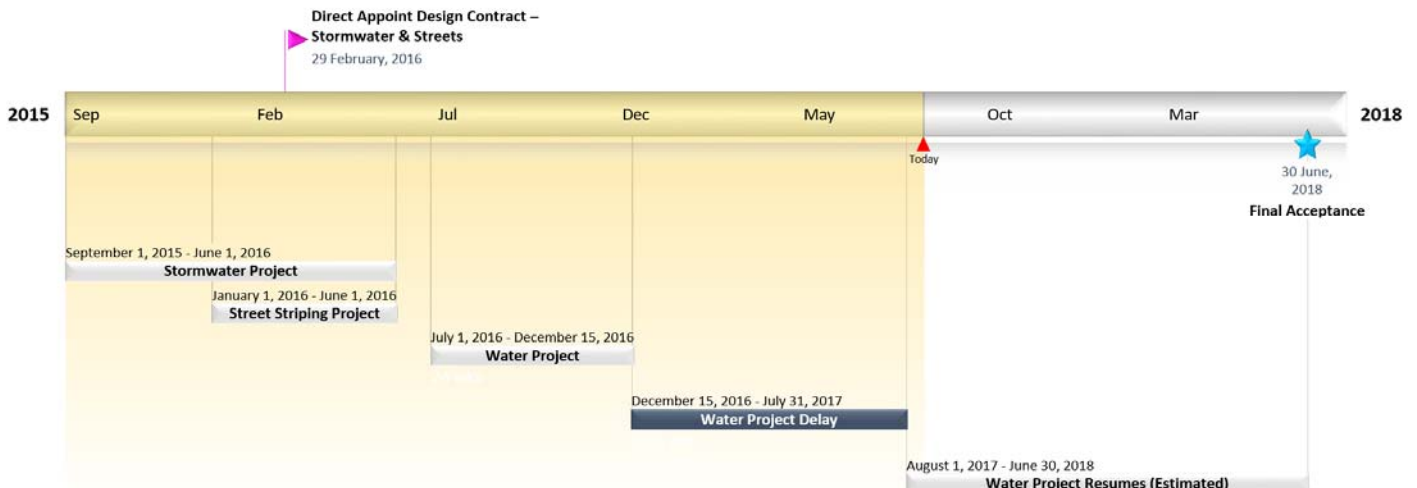 Direct Appoint Design Contract –
Stormwater & Streets
29 February, 2016
2015 Sep Feb Jul Dec May Oct Mar 2018
Today
30 June,
2018
Final Acceptance
September 1, 2015 - June 1, 2016
Stormwater Project
January 1, 2016 - June 1, 2016
Street Striping Project
July 1, 2016 - December 15, 2016
Water Project
December 15, 2016 - July 31, 2017
Water Project Delay
August 1, 2017 - June 30, 2018
Water Project Resumes (Estimated)